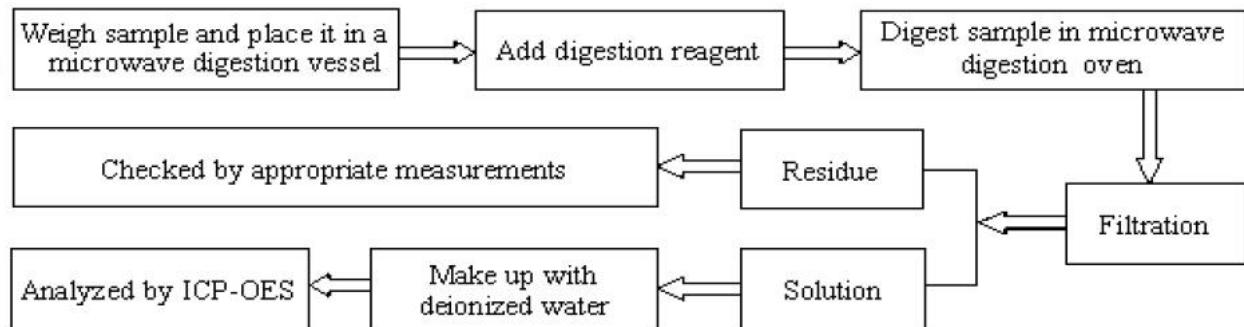 Weigh sample and place it in a
microwave digestion vessel
Add digestion reagent
Digest sample in microwave
digestion oven
Checked by appropriate measurements
Residue
Filtration
Analyzed by ICP-OES
Make up with
deionized water
Solution